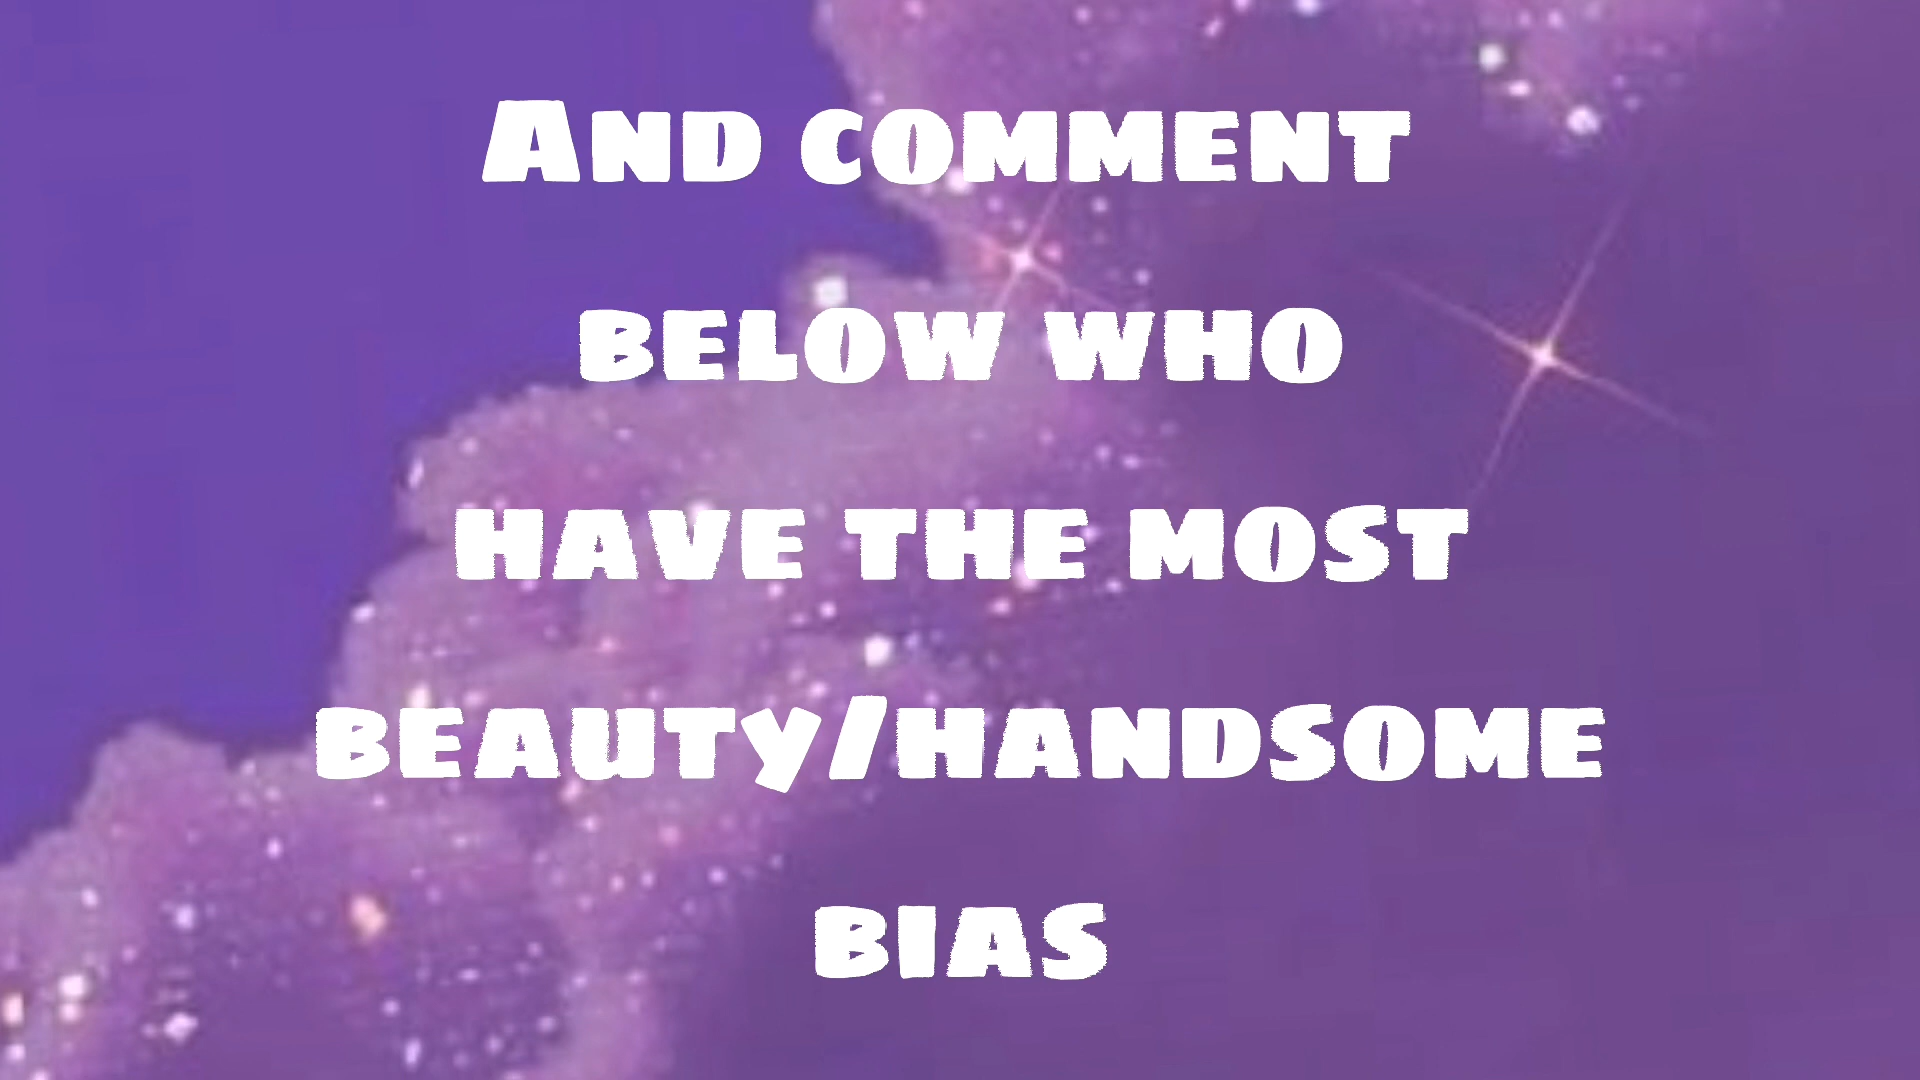 And comment
below who
have the most
beauty/handsome
bias